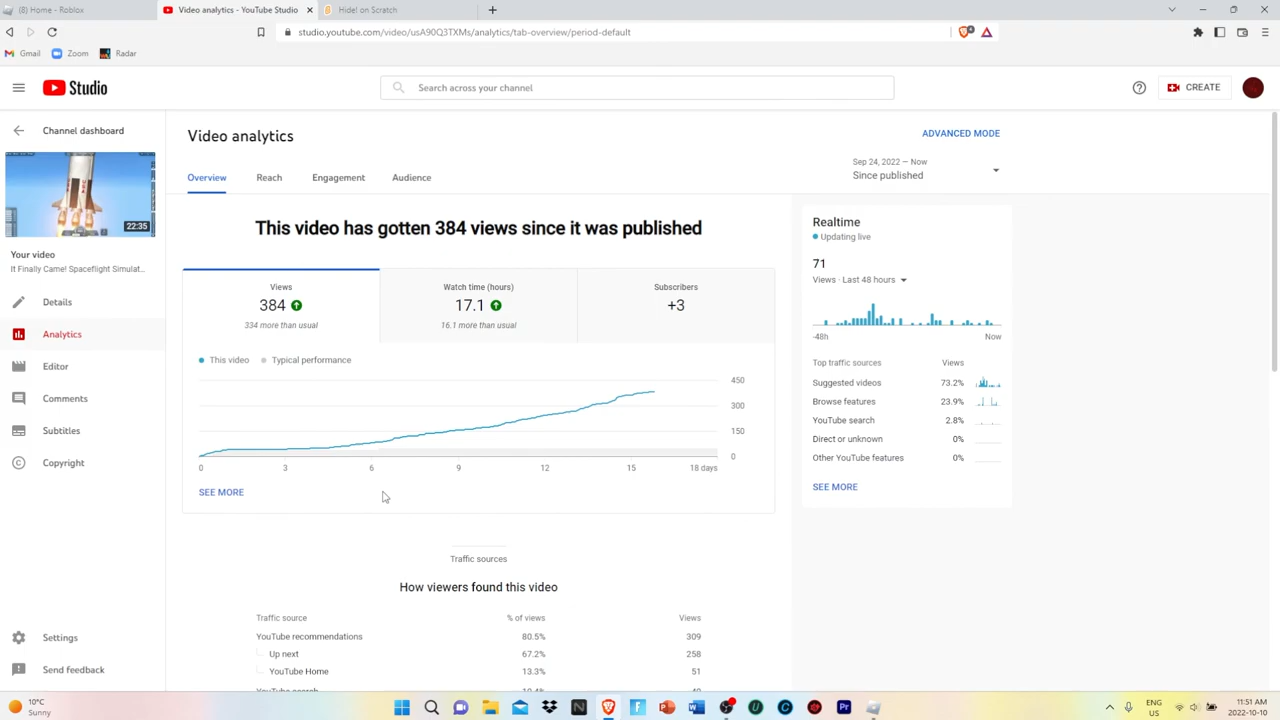 (8) Home - Roblox
Video analytics - YouTube Studio
Hide! on Scratch
studio.youtube.com/video/usA90Q3TXMs/analytics/tab-overview/period-default
Gmail
Zoom
Radar
Studio
Search across your channel
CREATE
Channel dashboard
22:35
Your video
It Finally Came! Spaceflight Simulat...
Details
Analytics
Editor
Comments
Subtitles
Copyright
Settings
Send feedback
Video analytics
ADVANCED MODE
Overview
Reach
Engagement
Audience
Sep 24, 2022 — Now
Since published
This video has gotten 384 views since it was published
Views
384
334 more than usual
Watch time (hours)
17.1
16.1 more than usual
Subscribers
+3
This video
Typical performance
450
300
150
0
0
3
6
9
12
15
18 days
SEE MORE
Traffic sources
How viewers found this video
Traffic source
% of views
Views
YouTube recommendations
80.5%
309
Up next
67.2%
258
YouTube Home
13.3%
51
YouTube search
10.4%
40
Realtime
Updating live
71
Views · Last 48 hours
-48h
Now
Top traffic sources
Views
Suggested videos
73.2%
Browse features
23.9%
YouTube search
2.8%
Direct or unknown
0%
Other YouTube features
0%
SEE MORE
10°C
Sunny
ENG
US
11:51 AM
2022-10-10